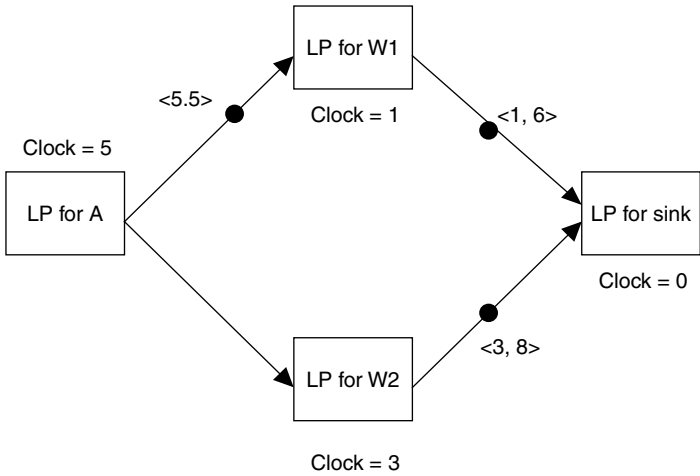 LP for W1
<5.5>
<1, 6>
Clock = 1
Clock = 5
LP for A
LP for sink
Clock = 0
<3, 8>
LP for W2
Clock = 3